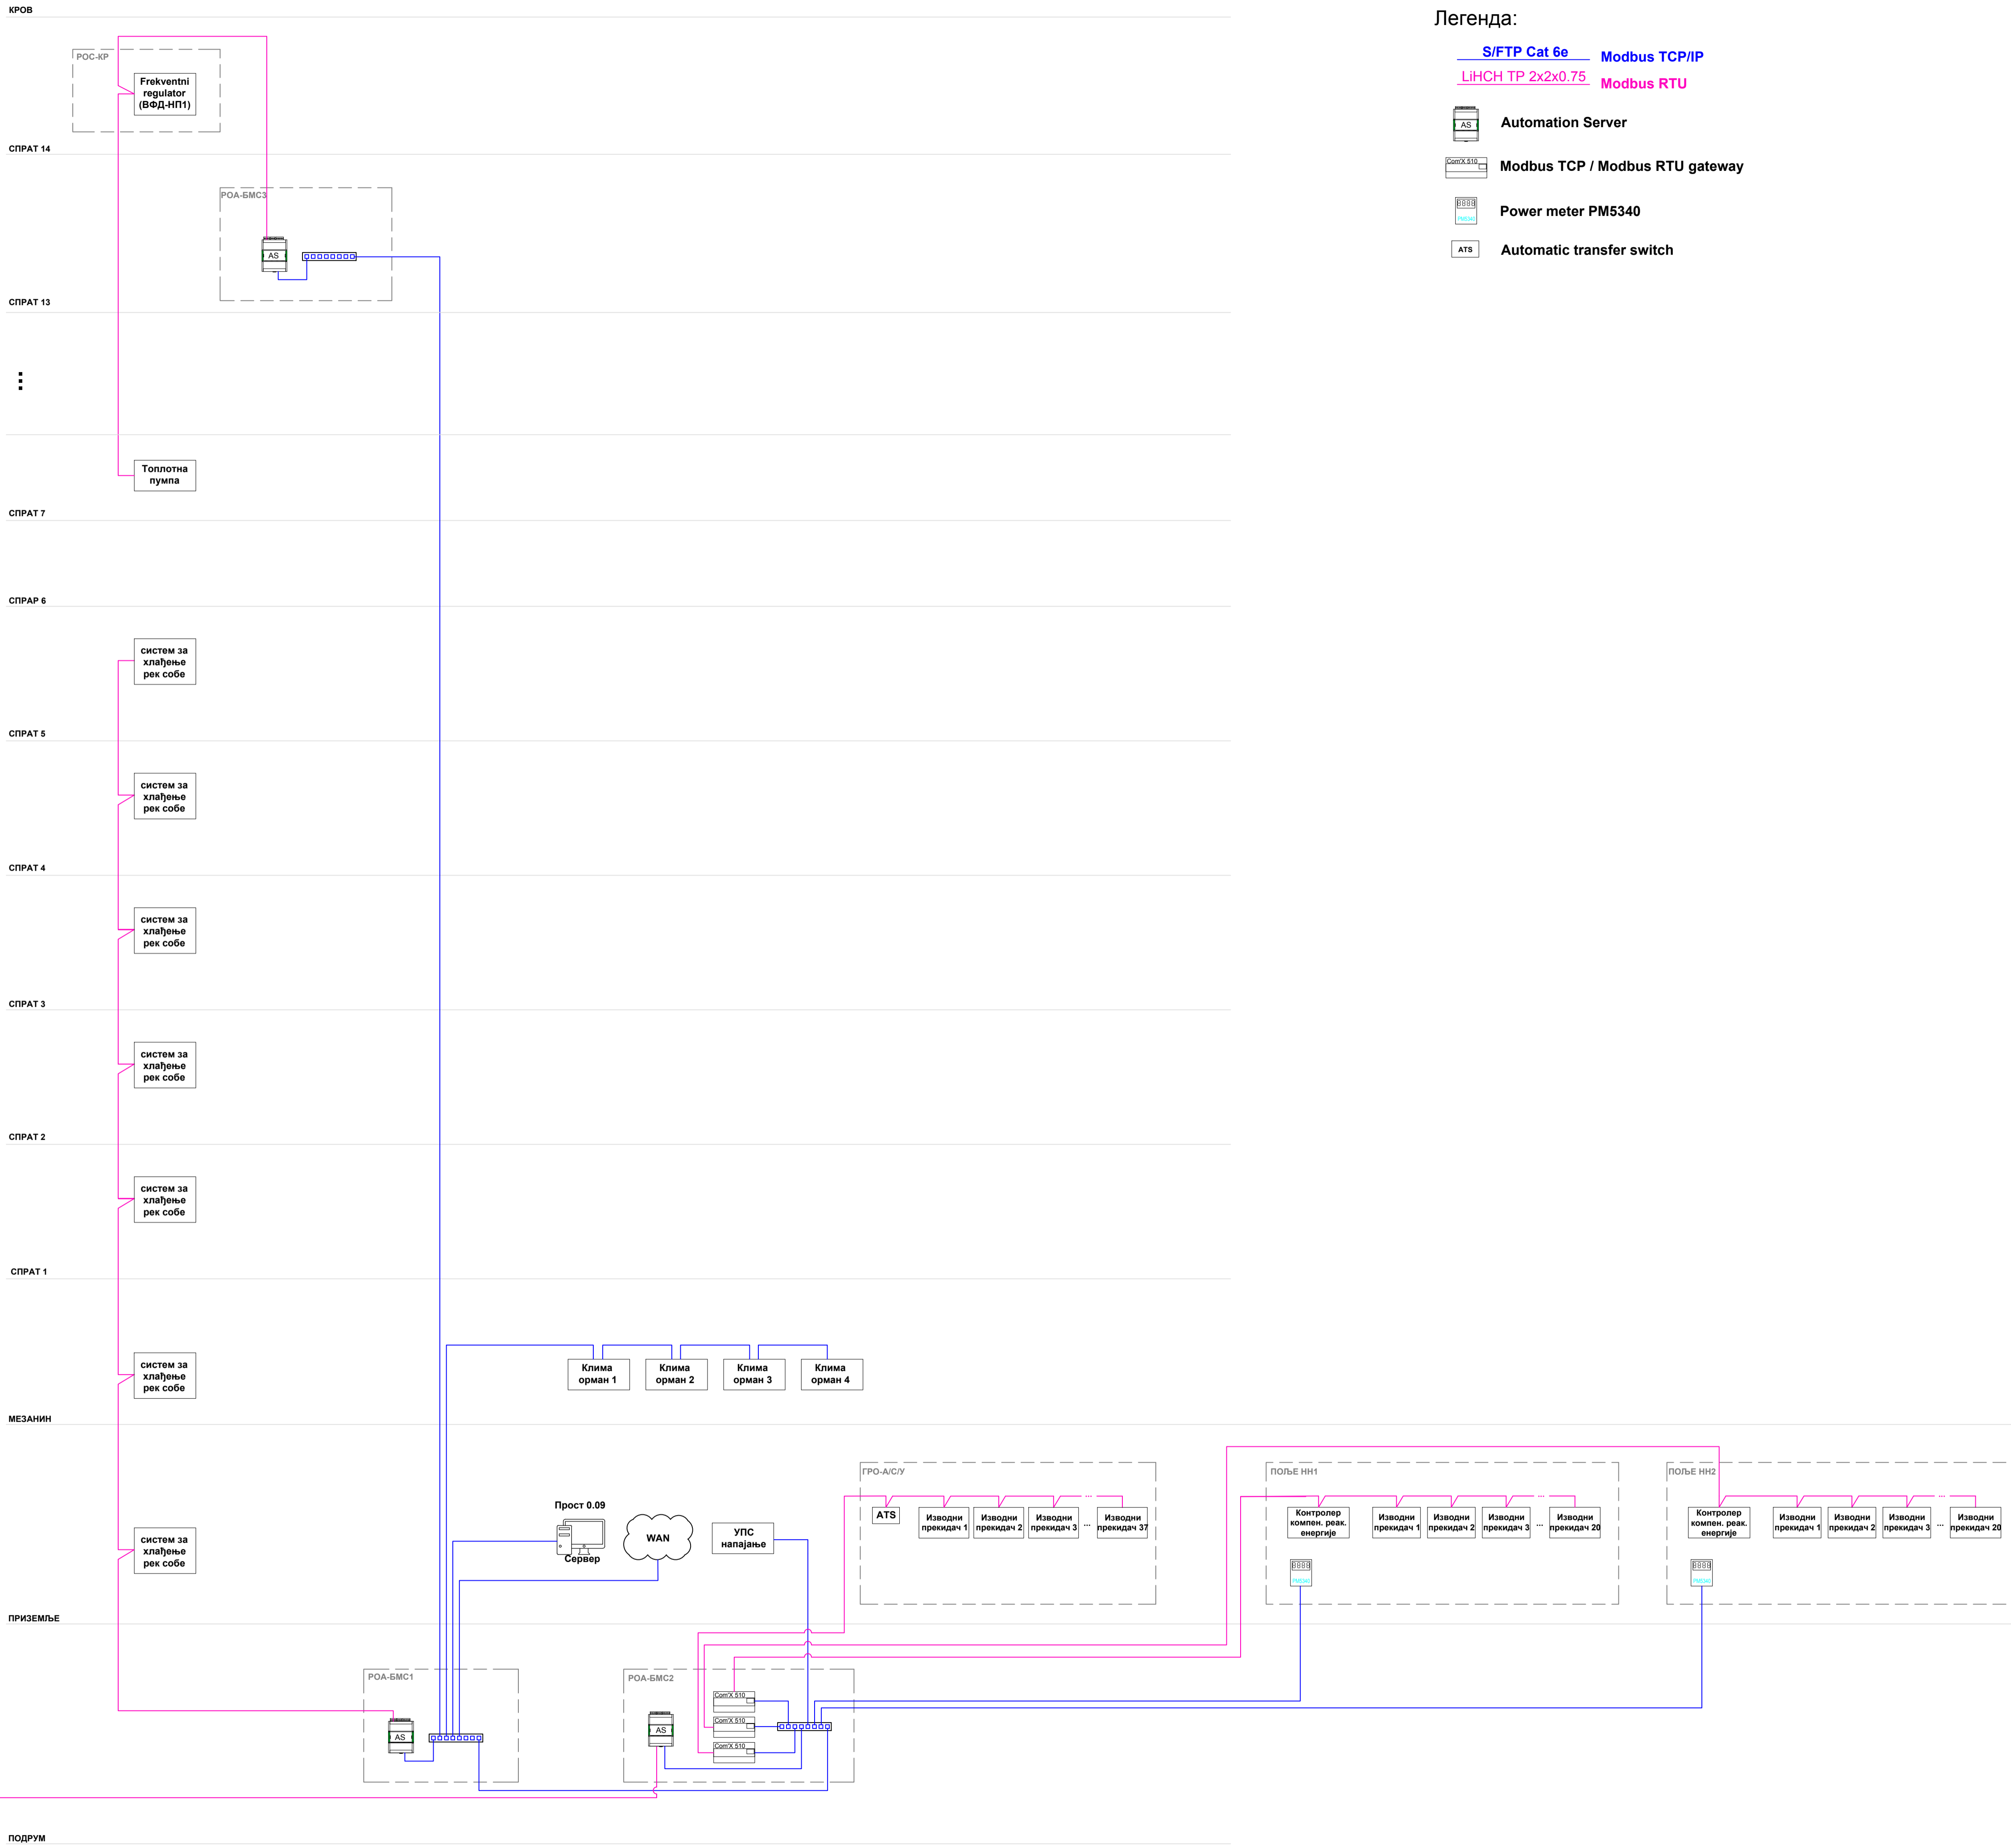 КРОВ
РОС-КР
Frekventni
regulator
(ВФД-НП1)
СПРАТ 14
РОА-БМС3
AS
СПРАТ 13
⋮
Топлотна
пумпа
СПРАТ 7
СПРАР 6
систем за
хлађење
рек собе
СПРАТ 5
систем за
хлађење
рек собе
СПРАТ 4
систем за
хлађење
рек собе
СПРАТ 3
систем за
хлађење
рек собе
СПРАТ 2
систем за
хлађење
рек собе
СПРАТ 1
систем за
хлађење
рек собе
Клима
орман 1
Клима
орман 2
Клима
орман 3
Клима
орман 4
МЕЗАНИН
систем за
хлађење
рек собе
Прост 0.09
Сервер
WAN
УПС
напајање
ГРО-А/С/У
ATS
Изводни
прекидач 1
Изводни
прекидач 2
Изводни
прекидач 3
...
...
Изводни
прекидач 37
ПОЉЕ НН1
Контролер
компен. реак.
енергије
Изводни
прекидач 1
Изводни
прекидач 2
Изводни
прекидач 3
...
...
Изводни
прекидач 20
PM5340
ПОЉЕ НН2
Контролер
компен. реак.
енергије
Изводни
прекидач 1
Изводни
прекидач 2
Изводни
прекидач 3
...
...
Изводни
прекидач 20
PM5340
ПРИЗЕМЉЕ
РОА-БМС1
AS
РОА-БМС2
AS
Com'X 510
Com'X 510
Com'X 510
ПОДРУМ
Легенда:
S/FTP Cat 6e
Modbus TCP/IP
LiHCH TP 2x2x0.75
Modbus RTU
AS
Automation Server
Com'X 510
Modbus TCP / Modbus RTU gateway
PM5340
Power meter PM5340
ATS
Automatic transfer switch